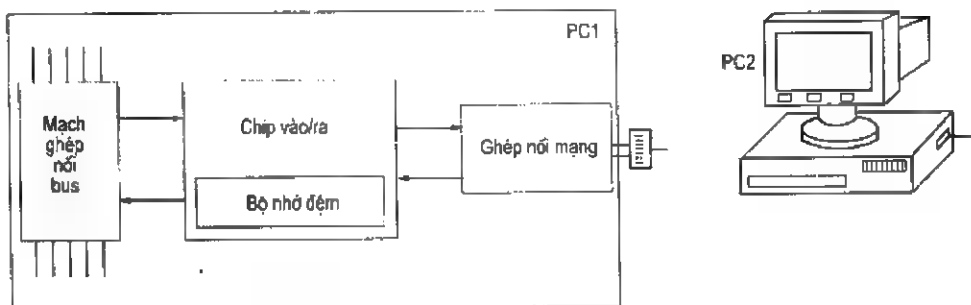 PC1
Mạch
ghép
nối
bus
Chip vào/ra
Bộ nhớ đệm
Ghép nối mạng
PC2